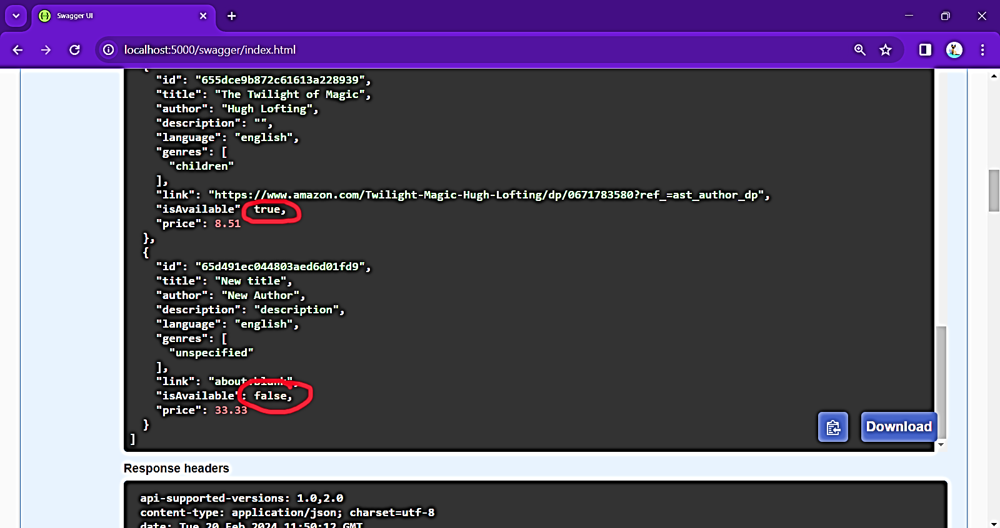 Swagger UI
localhost:5000/swagger/index.html
{
"id": "655dce9b872c61613a228939",
"title": "The Twilight of Magic",
"author": "Hugh Lofting",
"description": "",
"language": "english",
"genres": [
"children"
],
"link": "https://www.amazon.com/Twilight-Magic-Hugh-Lofting/dp/0671783580?ref_=ast_author_dp",
"isAvailable" true,
"price": 8.51
},
{
"id": "65d491ec044803aed6d01fd9",
"title": "New title",
"author": "New Author",
"description": "description",
"language": "english",
"genres": [
"unspecified"
],
"link": "about:blank",
"isAvailable": false,
"price": 33.33
}
]
Download
Response headers
api-supported-versions: 1.0,2.0
content-type: application/json; charset=utf-8
date: Tue,20 Feb 2024 11:50:12 GMT